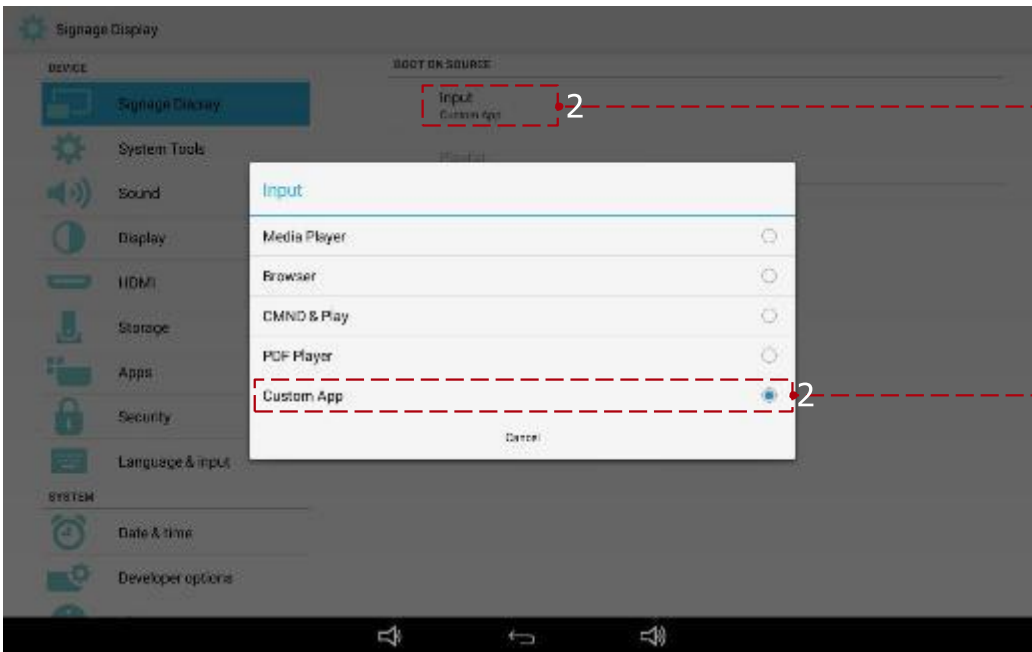 Signage Display
DEVICE
BOOT ON SOURCE
Signage Display
Input
Custom App
2
System Tools
Playlist
Sound
Input
Display
Media Player
HDMI
Browser
Storage
CMND & Play
Apps
PDF Player
Security
Custom App
2
Language & input
Cancel
SYSTEM
Date & time
Developer options